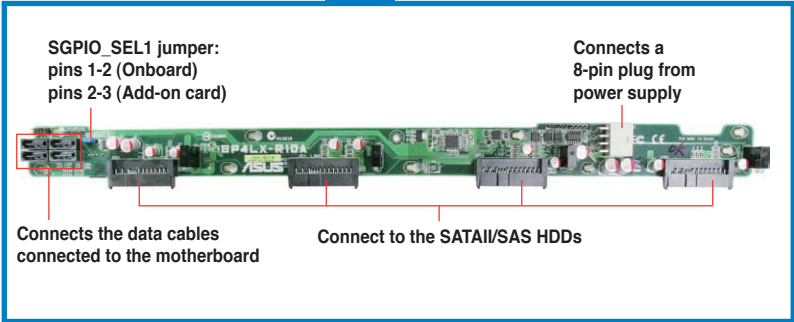 SGPIO_SEL1 jumper:
pins 1-2 (Onboard)
pins 2-3 (Add-on card)
Connects a
8-pin plug from
power supply
BP4LX-R10A
ASUS
Connects the data cables
connected to the motherboard
Connect to the SATAII/SAS HDDs